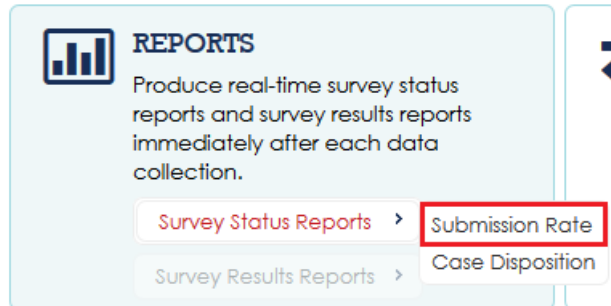 REPORTS
Produce real-time survey status
reports and survey results reports
immediately after each data
collection.
Survey Status Reports
Submission Rate
Case Disposition
Survey Results Reports